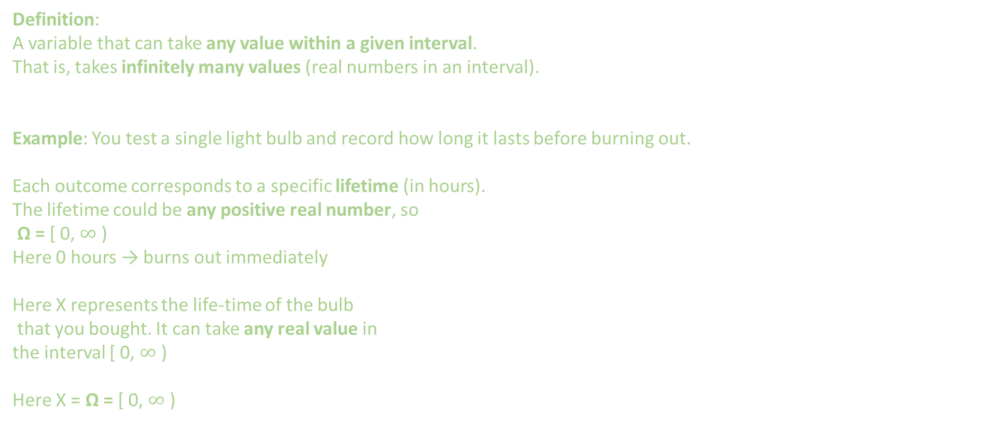 Definition:
A variable that can take any value within a given interval.
That is, takes infinitely many values (real numbers in an interval).
Example: You test a single light bulb and record how long it lasts before burning out.
Each outcome corresponds to a specific lifetime (in hours).
The lifetime could be any positive real number, so
Ω = [ 0, ∞ )
Here 0 hours → burns out immediately
Here X represents the life-time of the bulb
that you bought. It can take any real value in
the interval [ 0, ∞ )
Here X = Ω = [ 0, ∞ )